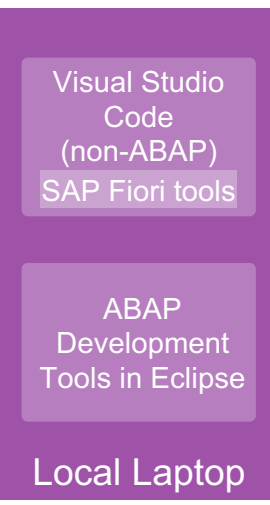 Visual Studio
Code
(non-ABAP)
SAP Fiori tools
ABAP
Development
Tools in Eclipse
Local Laptop